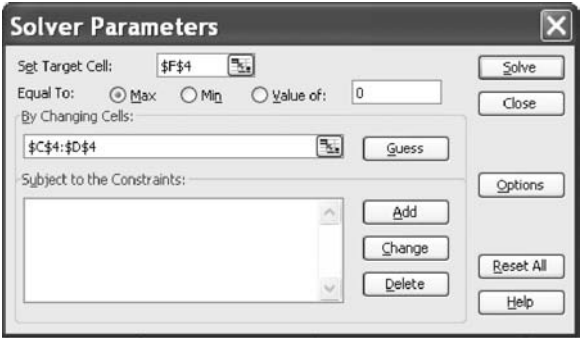 Solver Parameters
Set Target Cell: $F$4
Solve
Equal To: Max Min Value of: 0
Close
By Changing Cells:
$C$4:$D$4
Guess
Subject to the Constraints:
Options
Add
Change
Reset All
Delete
Help